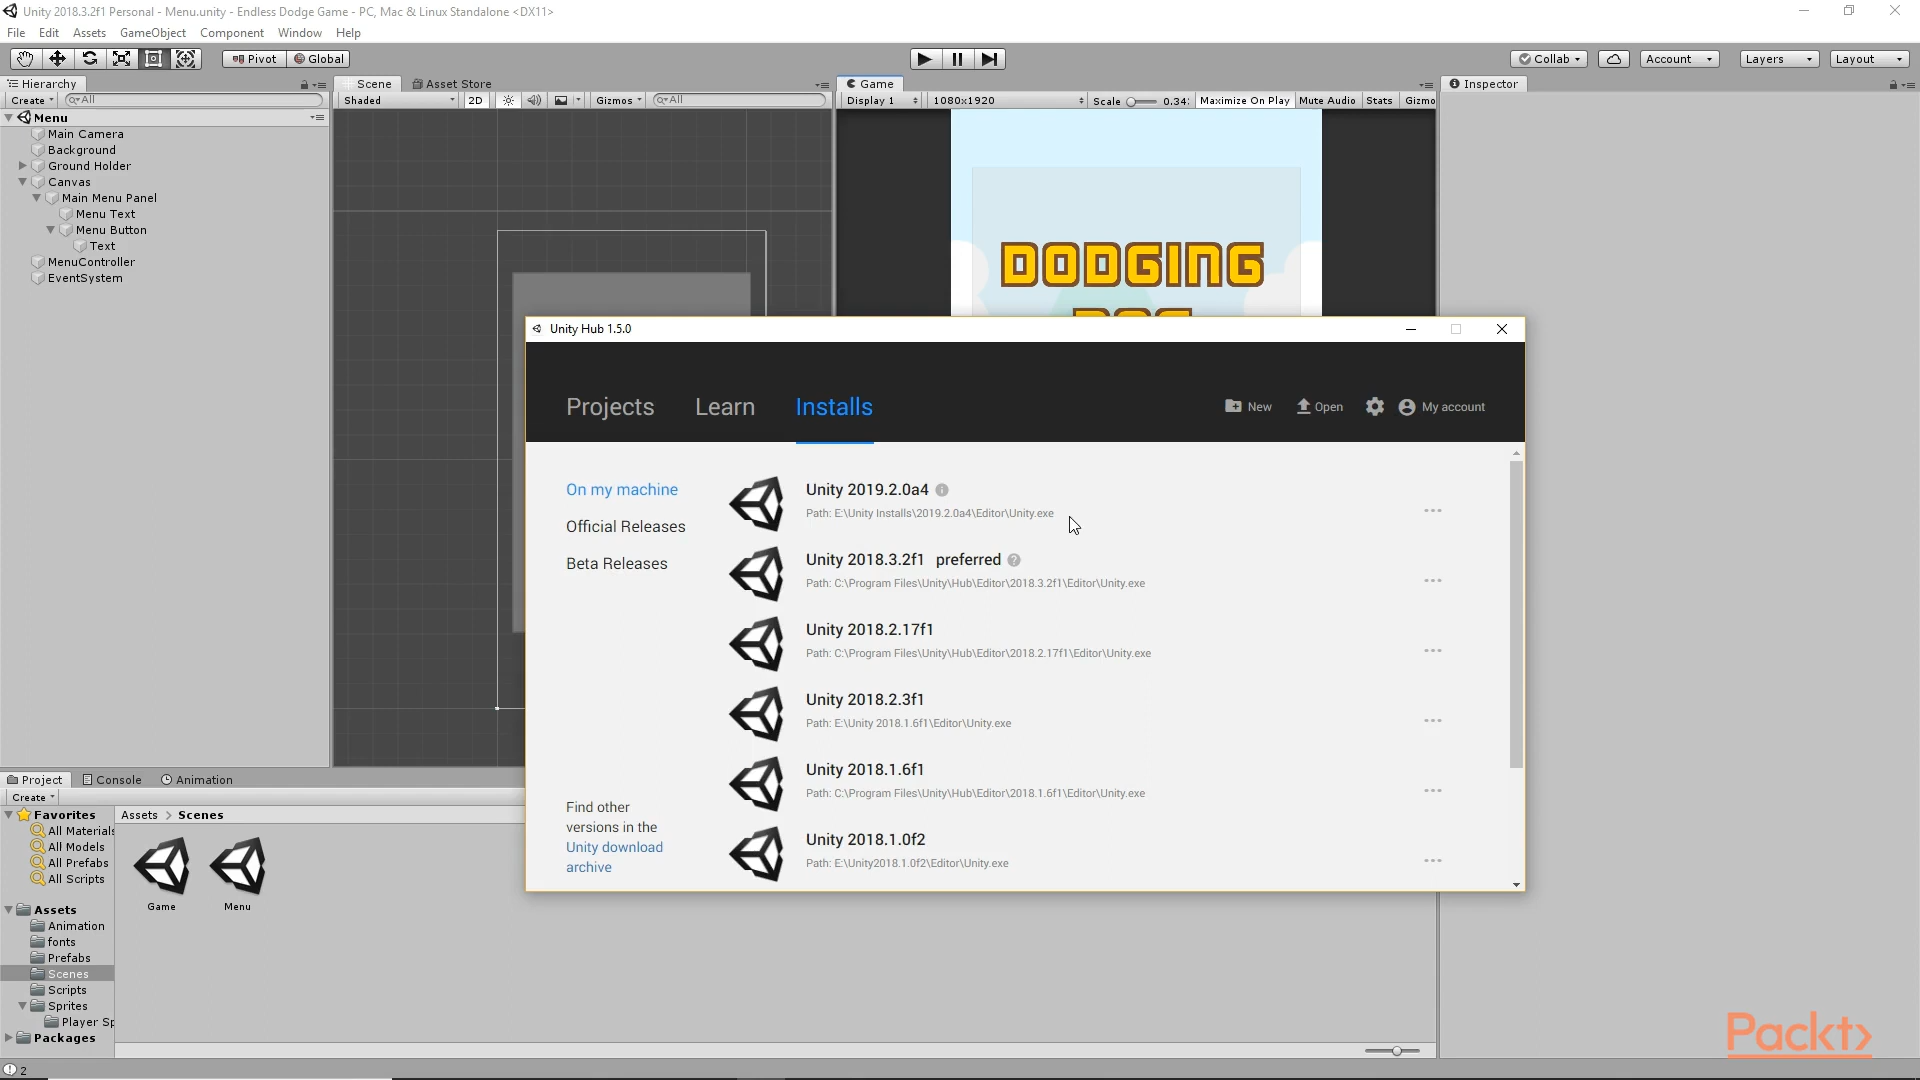 Unity 2018.3.2f1 Personal - Menu.unity - Endless Dodge Game - PC, Mac & Linux Standalone <DX11>
File Edit Assets GameObject Component Window Help
Pivot Global Collab Account Layers Layout
Hierarchy
Create All
Menu
Main Camera
Background
Ground Holder
Canvas
Main Menu Panel
Menu Text
Menu Button
Text
MenuController
EventSystem
Scene Asset Store
Shaded 2D Gizmos All
Game
Display 1 1080x1920 Scale 0.34 Maximize On Play Mute Audio Stats Gizmo
Inspector
DODGING
Unity Hub 1.5.0
Projects Learn Installs New Open My account
On my machine
Official Releases
Beta Releases
Find other
versions in the
Unity download
archive
Unity 2019.2.0a4
Path: E:\Unity Installs\2019.2.0a4\Editor\Unity.exe
Unity 2018.3.2f1 preferred
Path: C:\Program Files\Unity\Hub\Editor\2018.3.2f1\Editor\Unity.exe
Unity 2018.2.17f1
Path: C:\Program Files\Unity\Hub\Editor\2018.2.17f1\Editor\Unity.exe
Unity 2018.2.3f1
Path: E:\Unity 2018.1.6f1\Editor\Unity.exe
Unity 2018.1.6f1
Path: C:\Program Files\Unity\Hub\Editor\2018.1.6f1\Editor\Unity.exe
Unity 2018.1.0f2
Path: E:\Unity2018.1.0f2\Editor\Unity.exe
Project Console Animation
Create
Favorites
All Materials
All Models
All Prefabs
All Scripts
Assets
Animation
fonts
Prefabs
Scenes
Scripts
Sprites
Player Sp
Packages
Assets > Scenes
Game Menu
2
Packt>